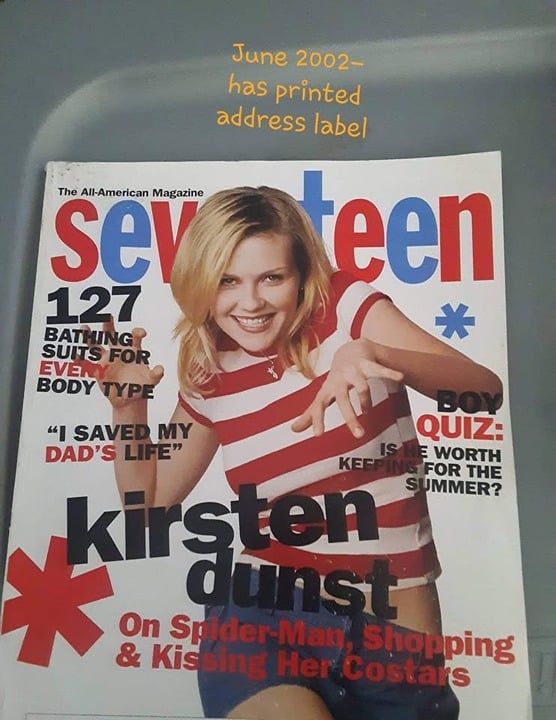 June 2002–
has printed
address label
The All-American Magazine
seventeen
127
BATHING
SUITS FOR
EVERY
BODY TYPE
"I SAVED MY
DAD'S LIFE"
*
BOY
QUIZ:
IS HE WORTH
KEEPING FOR THE
SUMMER?
kirsten
dunst
*
On Spider-Man, Shopping
& Kissing Her Costars